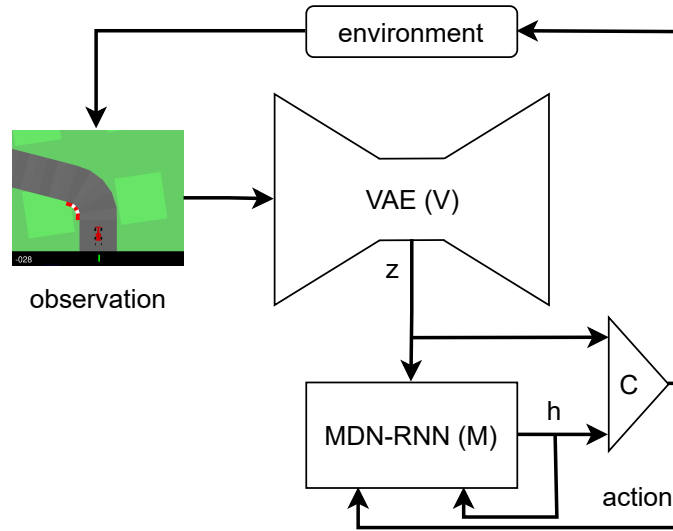 environment
VAE (V)
-028
observation
z
C
h
MDN-RNN (M)
action